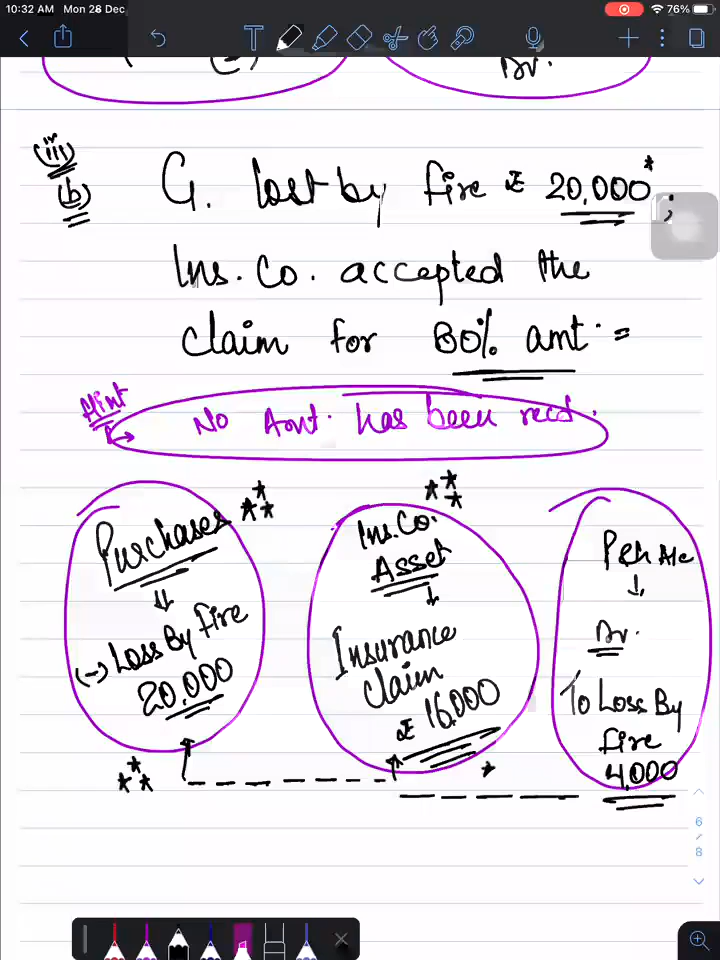 10:32 AM Mon 28 Dec
76%
Dr.
(iii)
(b) G. lost by fire ₹ 20,000* ;
Ins. Co. accepted the
claim for 80% amt. =
Hint
No Amt. has been recd.
Purchases
(-) Loss By Fire
20,000
Ins. Co.
Asset
Insurance
claim
₹ 16,000
P&L A/c
Dr.
To Loss By
fire
4,000
6
/
8